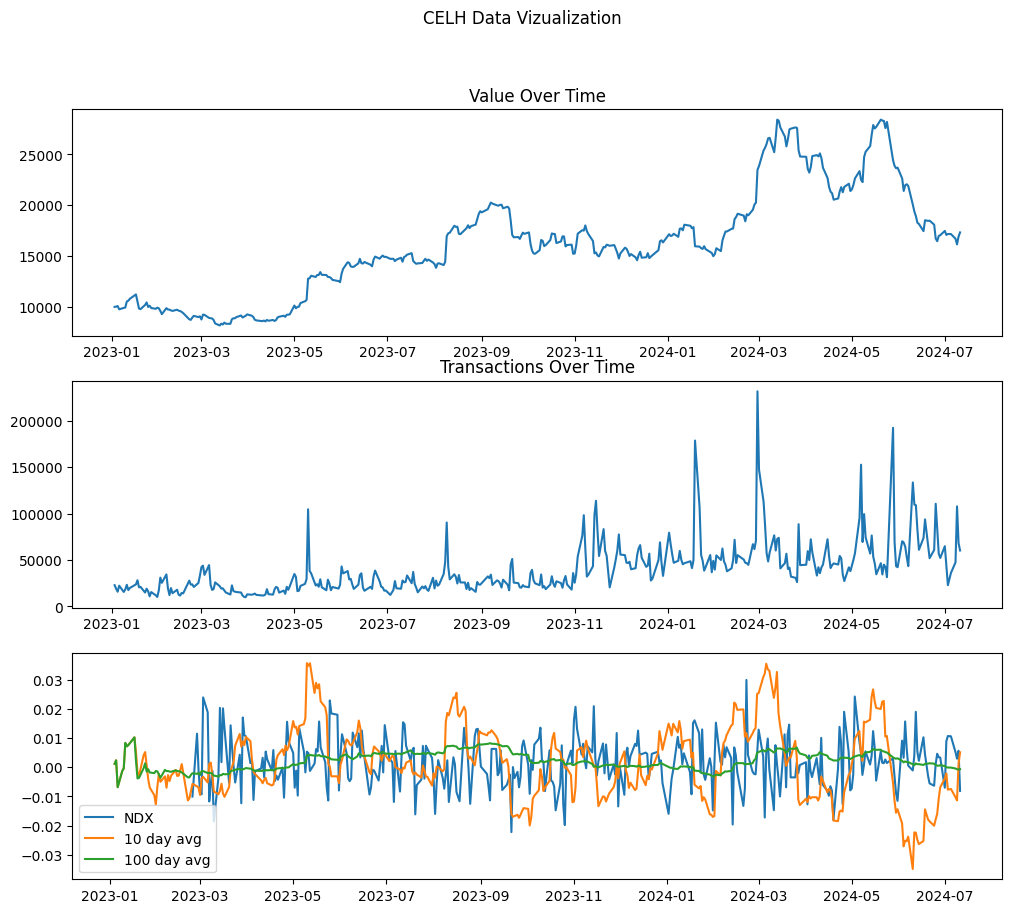 CELH Data Vizualization
Value Over Time
25000
20000
15000
10000
2023-01 2023-03 2023-05 2023-07 2023-09 2023-11 2024-01 2024-03 2024-05 2024-07
Transactions Over Time
200000
150000
100000
50000
0
2023-01 2023-03 2023-05 2023-07 2023-09 2023-11 2024-01 2024-03 2024-05 2024-07
0.03
0.02
0.01
0.00
−0.01
−0.02
−0.03
NDX
10 day avg
100 day avg
2023-01 2023-03 2023-05 2023-07 2023-09 2023-11 2024-01 2024-03 2024-05 2024-07